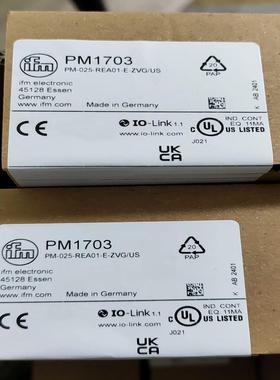 ifm
PM1703
PM-025-REA01-E-ZVG/US
ifm electronic
45128 Essen
Germany
www.ifm.com
Made in Germany
20
PAP
K AB 2401
CE
IO-Link 1.1
www.io-link.com
UK
CA
c UL US LISTED
IND CONT
EQ. 11MA
J021
ifm
PM1703
PM-025-REA01-E-ZVG/US
ifm electronic
45128 Essen
Germany
www.ifm.com
Made in Germany
20
PAP
K AB 2401
CE
IO-Link 1.1
www.io-link.com
UK
CA
c UL US LISTED
IND CONT
EQ. 11MA
J021